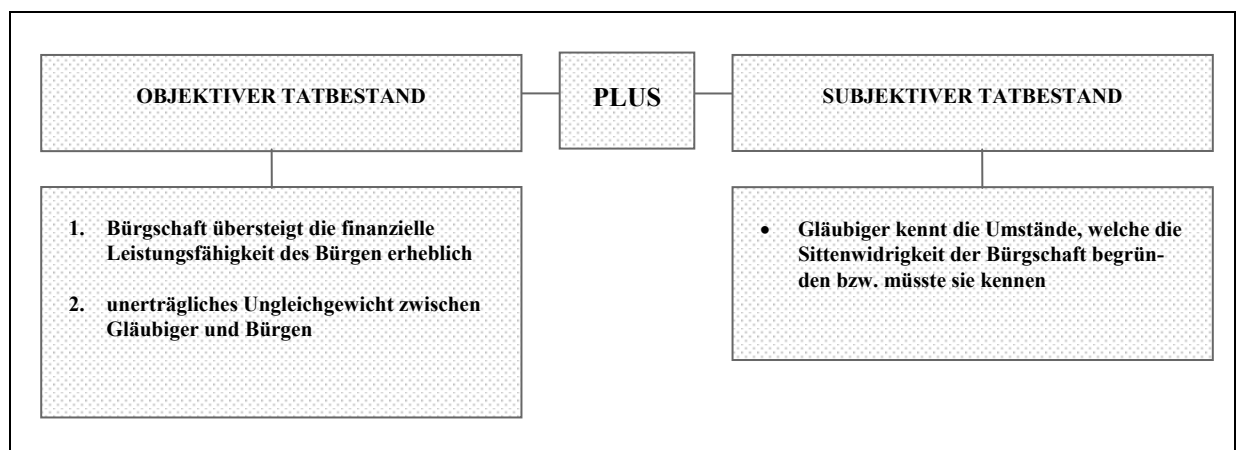 OBJEKTIVER TATBESTAND
PLUS
SUBJEKTIVER TATBESTAND
1. Bürgschaft übersteigt die finanzielle
Leistungsfähigkeit des Bürgen erheblich
2. unerträgliches Ungleichgewicht zwischen
Gläubiger und Bürgen
• Gläubiger kennt die Umstände, welche die
Sittenwidrigkeit der Bürgschaft begrün-
den bzw. müsste sie kennen